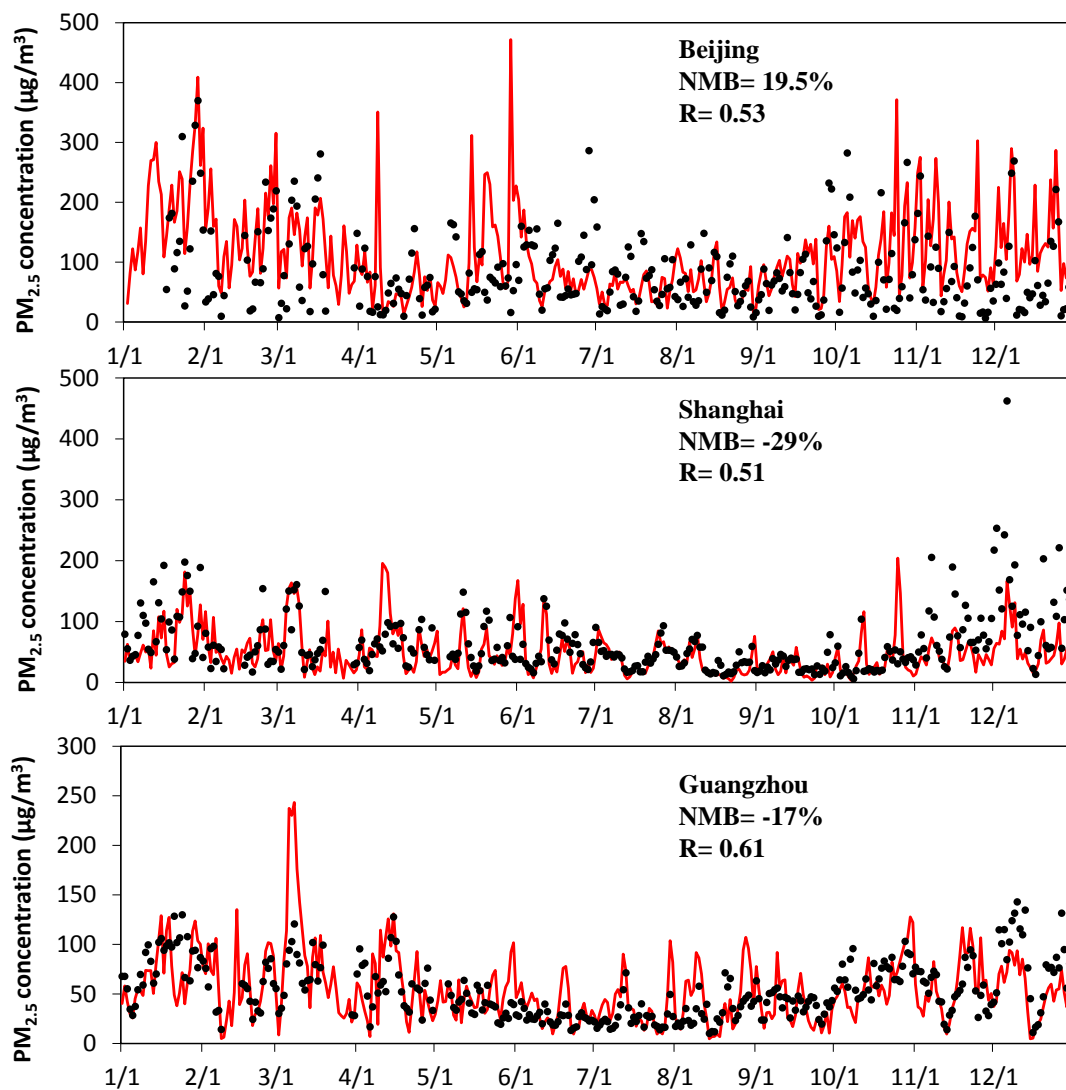 500
400
300
200
100
0
PM2.5 concentration (µg/m³)
Beijing
NMB= 19.5%
R= 0.53
1/1 2/1 3/1 4/1 5/1 6/1 7/1 8/1 9/1 10/1 11/1 12/1
500
400
300
200
100
0
PM2.5 concentration (µg/m³)
Shanghai
NMB= -29%
R= 0.51
1/1 2/1 3/1 4/1 5/1 6/1 7/1 8/1 9/1 10/1 11/1 12/1
300
250
200
150
100
50
0
PM2.5 concentration (µg/m³)
Guangzhou
NMB= -17%
R= 0.61
1/1 2/1 3/1 4/1 5/1 6/1 7/1 8/1 9/1 10/1 11/1 12/1